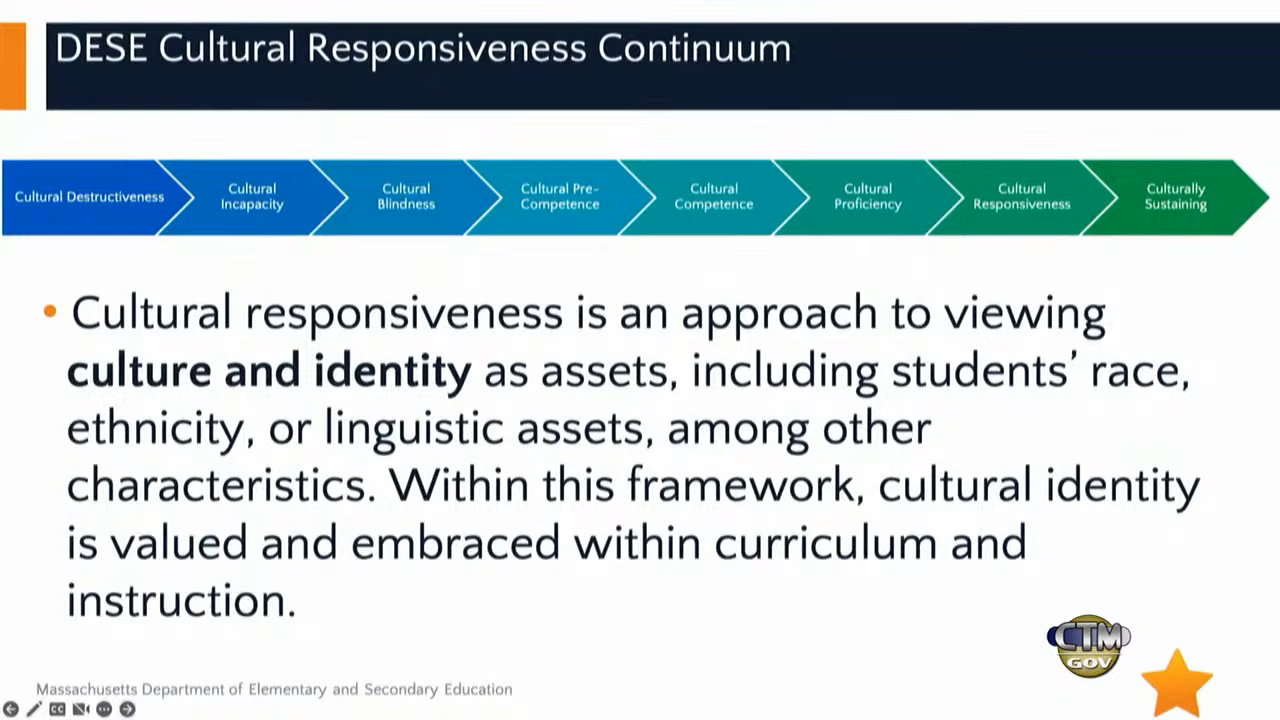 DESE Cultural Responsiveness Continuum
Cultural Destructiveness
Cultural
Incapacity
Cultural
Blindness
Cultural Pre-
Competence
Cultural
Competence
Cultural
Proficiency
Cultural
Responsiveness
Culturally
Sustaining
• Cultural responsiveness is an approach to viewing
culture and identity as assets, including students’ race,
ethnicity, or linguistic assets, among other
characteristics. Within this framework, cultural identity
is valued and embraced within curriculum and
instruction.
CTM
GOV
Massachusetts Department of Elementary and Secondary Education
CC